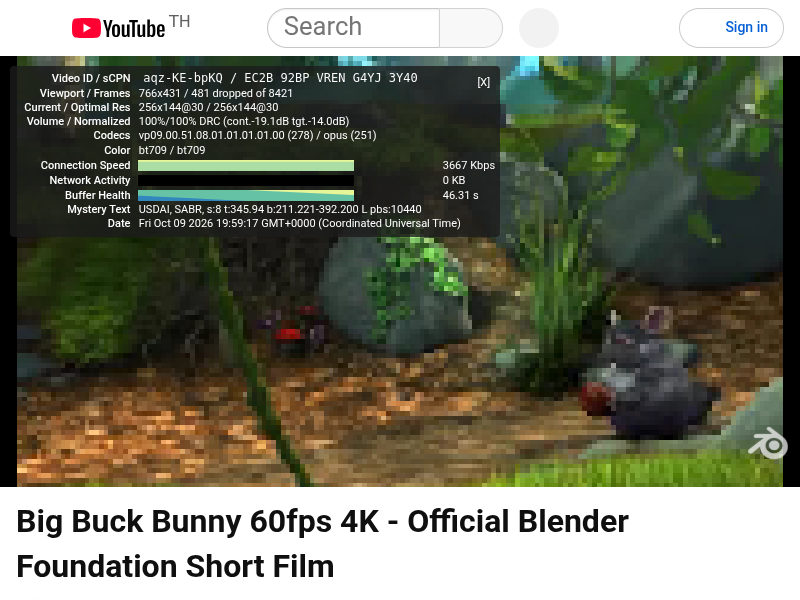 YouTube TH
Search
Sign in
Video ID / sCPN aqz-KE-bpKQ / EC2B 92BP VREN G4YJ 3Y40
[X]
Viewport / Frames 766x431 / 481 dropped of 8421
Current / Optimal Res 256x144@30 / 256x144@30
Volume / Normalized 100%/100% DRC (cont.-19.1dB tgt.-14.0dB)
Codecs vp09.00.51.08.01.01.01.01.00 (278) / opus (251)
Color bt709 / bt709
Connection Speed 3667 Kbps
Network Activity 0 KB
Buffer Health 46.31 s
Mystery Text USDAI, SABR, s:8 t:345.94 b:211.221-392.200 L pbs:10440
Date Fri Oct 09 2026 19:59:17 GMT+0000 (Coordinated Universal Time)
Big Buck Bunny 60fps 4K - Official Blender
Foundation Short Film